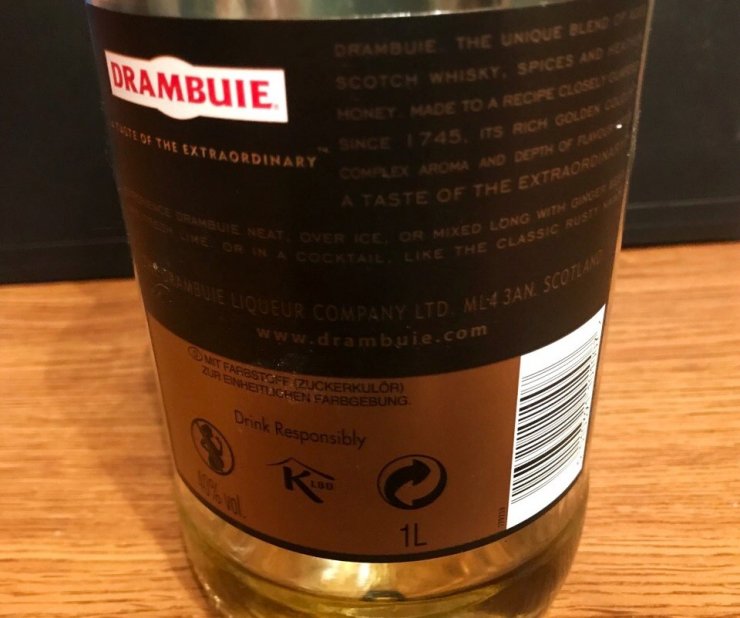 DRAMBUIE
A TASTE OF THE EXTRAORDINARY™
DRAMBUIE. THE UNIQUE BLEND OF
SCOTCH WHISKY, SPICES AND
HONEY. MADE TO A RECIPE CLOSELY
SINCE 1745, ITS RICH GOLDEN
COMPLEX AROMA AND DEPTH OF
A TASTE OF THE EXTRAORDINARY
DRAMBUIE NEAT, OVER ICE, OR MIXED LONG WITH GINGER
LIME. OR IN A COCKTAIL, LIKE THE CLASSIC RUSTY
DRAMBUIE LIQUEUR COMPANY LTD. ML4 3AN. SCOTLAND
www.drambuie.com
D MIT FARBSTOFF (ZUCKERKULÖR)
ZUR EINHEITLICHEN FARBGEBUNG.
Drink Responsibly
K LBD
40% vol.
1L